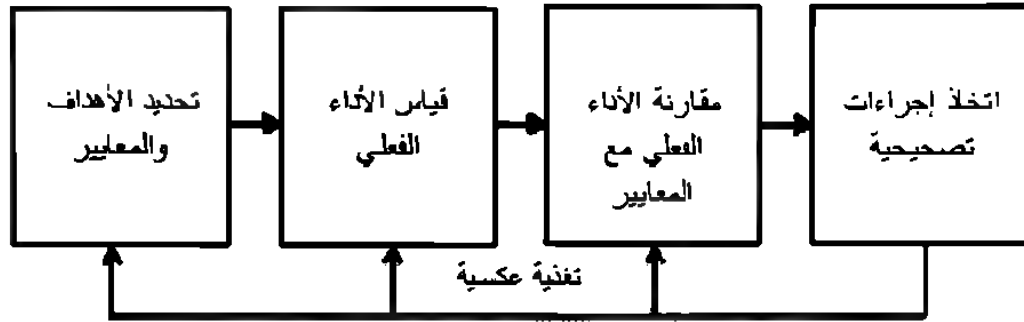 تحديد الأهداف
والمعايير
قياس الأداء
الفعلي
مقارنة الأداء
الفعلي مع
المعايير
اتخاذ إجراءات
تصحيحية
تغذية عكسية